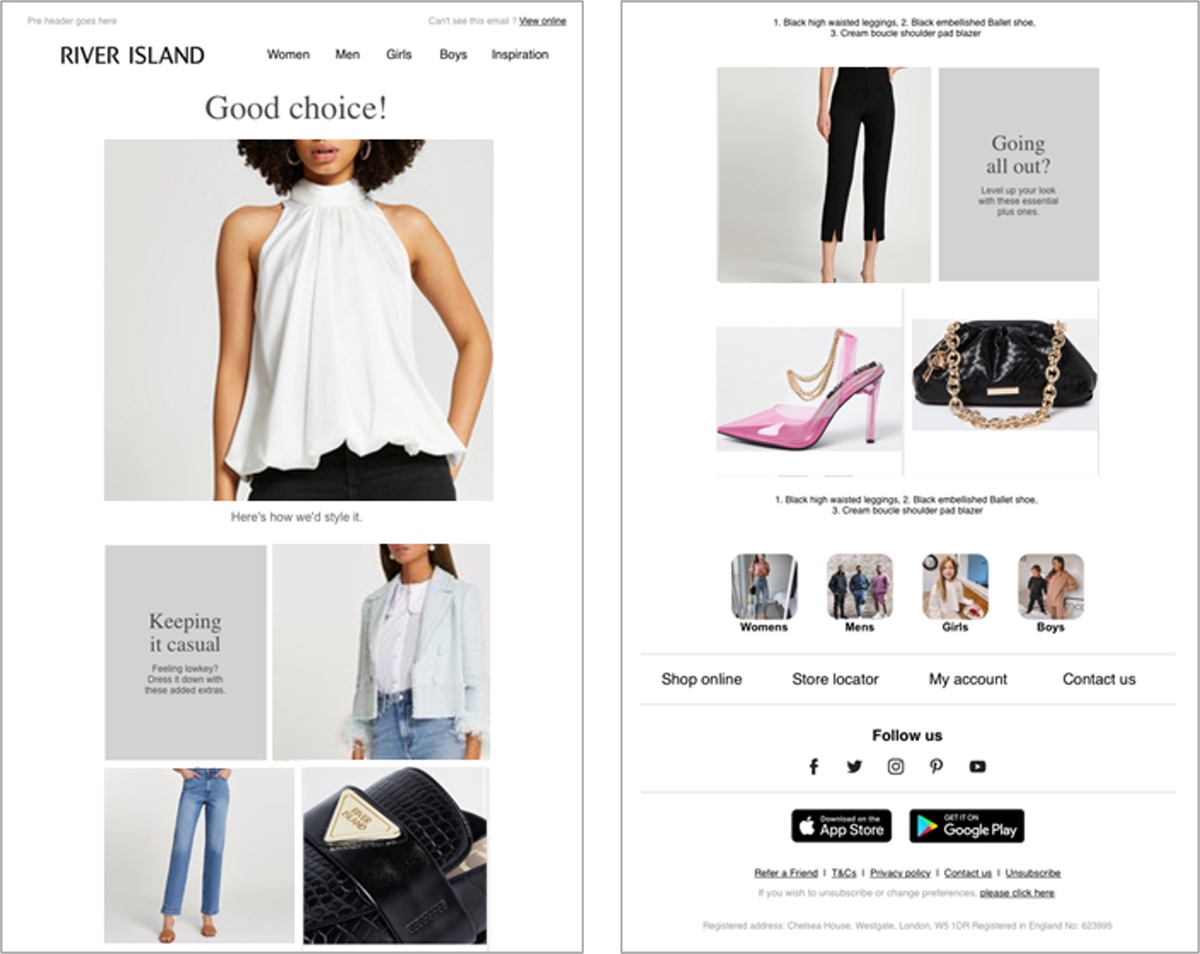 Pre header goes here
Can't see this email ? View online
RIVER ISLAND
Women Men Girls Boys Inspiration
Good choice!
Here's how we'd style it.
Keeping
it casual
Feeling lowkey?
Dress it down with
these added extras.
RIVER
ISLAND
1. Black high waisted leggings, 2. Black embellished Ballet shoe,
3. Cream boucle shoulder pad blazer
Going
all out?
Level up your look
with these essential
plus ones.
1. Black high waisted leggings, 2. Black embellished Ballet shoe,
3. Cream boucle shoulder pad blazer
Womens Mens Girls Boys
Shop online Store locator My account Contact us
Follow us
Download on the
App Store
GET IT ON
Google Play
Refer a Friend I T&Cs I Privacy policy I Contact us I Unsubscribe
If you wish to unsubscribe or change preferences, please click here
Registered address: Chelsea House, Westgate, London, W5 1DR Registered in England No: 623995